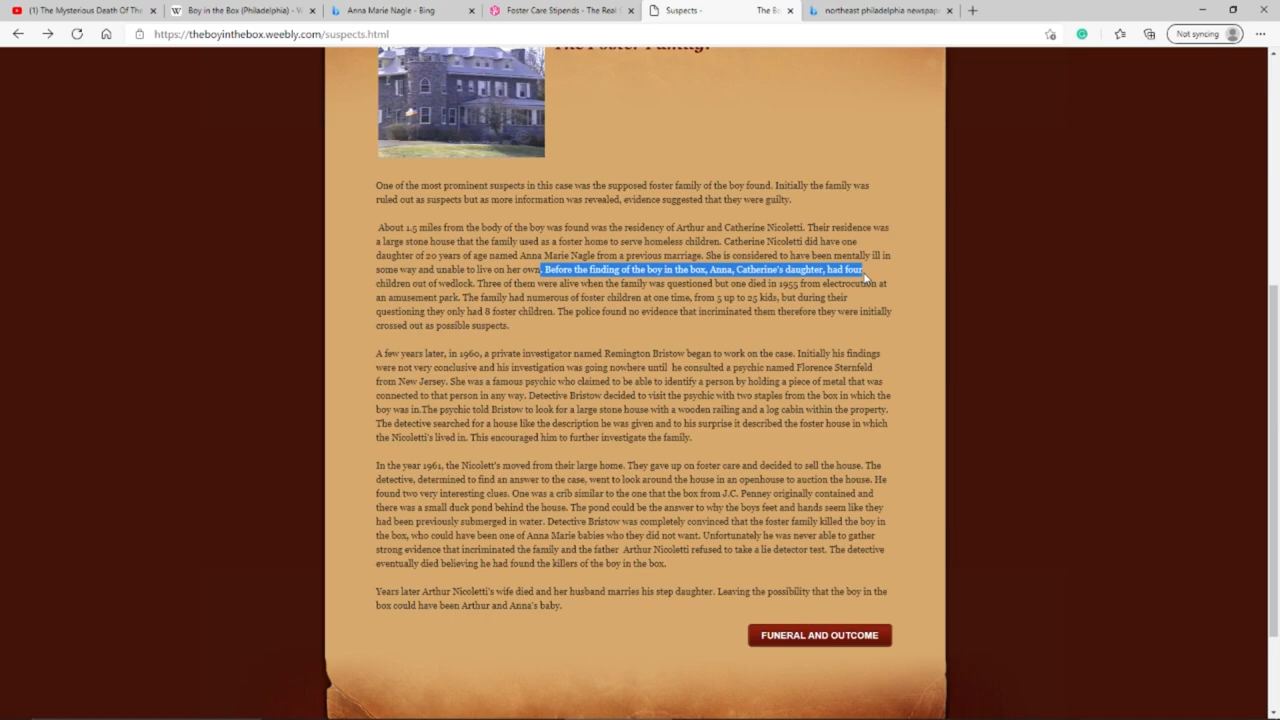 (1) The Mysterious Death Of The
Boy in the Box (Philadelphia) - W
Anna Marie Nagle - Bing
Foster Care Stipends - The Real
Suspects - The B
northeast philadelphia newspap
https://theboyinthebox.weebly.com/suspects.html
Not syncing
The Foster Family:
One of the most prominent suspects in this case was the supposed foster family of the boy found. Initially the family was
ruled out as suspects but as more information was revealed, evidence suggested that they were guilty.
About 1.5 miles from the body of the boy was found was the residency of Arthur and Catherine Nicoletti. Their residence was
a large stone house that the family used as a foster home to serve homeless children. Catherine Nicoletti did have one
daughter of 20 years of age named Anna Marie Nagle from a previous marriage. She is considered to have been mentally ill in
some way and unable to live on her own. Before the finding of the boy in the box, Anna, Catherine's daughter, had four
children out of wedlock. Three of them were alive when the family was questioned but one died in 1955 from electrocution at
an amusement park. The family had numerous of foster children at one time, from 5 up to 25 kids, but during their
questioning they only had 8 foster children. The police found no evidence that incriminated them therefore they were initially
crossed out as possible suspects.
A few years later, in 1960, a private investigator named Remington Bristow began to work on the case. Initially his findings
were not very conclusive and his investigation was going nowhere until he consulted a psychic named Florence Sternfeld
from New Jersey. She was a famous psychic who claimed to be able to identify a person by holding a piece of metal that was
connected to that person in any way. Detective Bristow decided to visit the psychic with two staples from the box in which the
boy was in.The psychic told Bristow to look for a large stone house with a wooden railing and a log cabin within the property.
The detective searched for a house like the description he was given and to his surprise it described the foster house in which
the Nicoletti's lived in. This encouraged him to further investigate the family.
In the year 1961, the Nicolett's moved from their large home. They gave up on foster care and decided to sell the house. The
detective, determined to find an answer to the case, went to look around the house in an openhouse to auction the house. He
found two very interesting clues. One was a crib similar to the one that the box from J.C. Penney originally contained and
there was a small duck pond behind the house. The pond could be the answer to why the boys feet and hands seem like they
had been previously submerged in water. Detective Bristow was completely convinced that the foster family killed the boy in
the box, who could have been one of Anna Marie babies who they did not want. Unfortunately he was never able to gather
strong evidence that incriminated the family and the father Arthur Nicoletti refused to take a lie detector test. The detective
eventually died believing he had found the killers of the boy in the box.
Years later Arthur Nicoletti's wife died and her husband marries his step daughter. Leaving the possibility that the boy in the
box could have been Arthur and Anna's baby.
FUNERAL AND OUTCOME